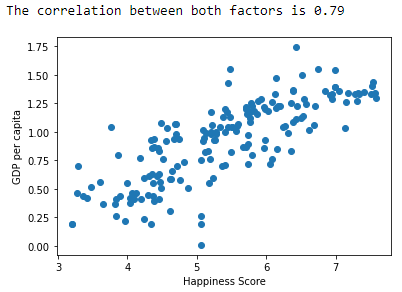 The correlation between both factors is 0.79
1.75
1.50
1.25
1.00
0.75
0.50
0.25
0.00
GDP per capita
3 4 5 6 7
Happiness Score